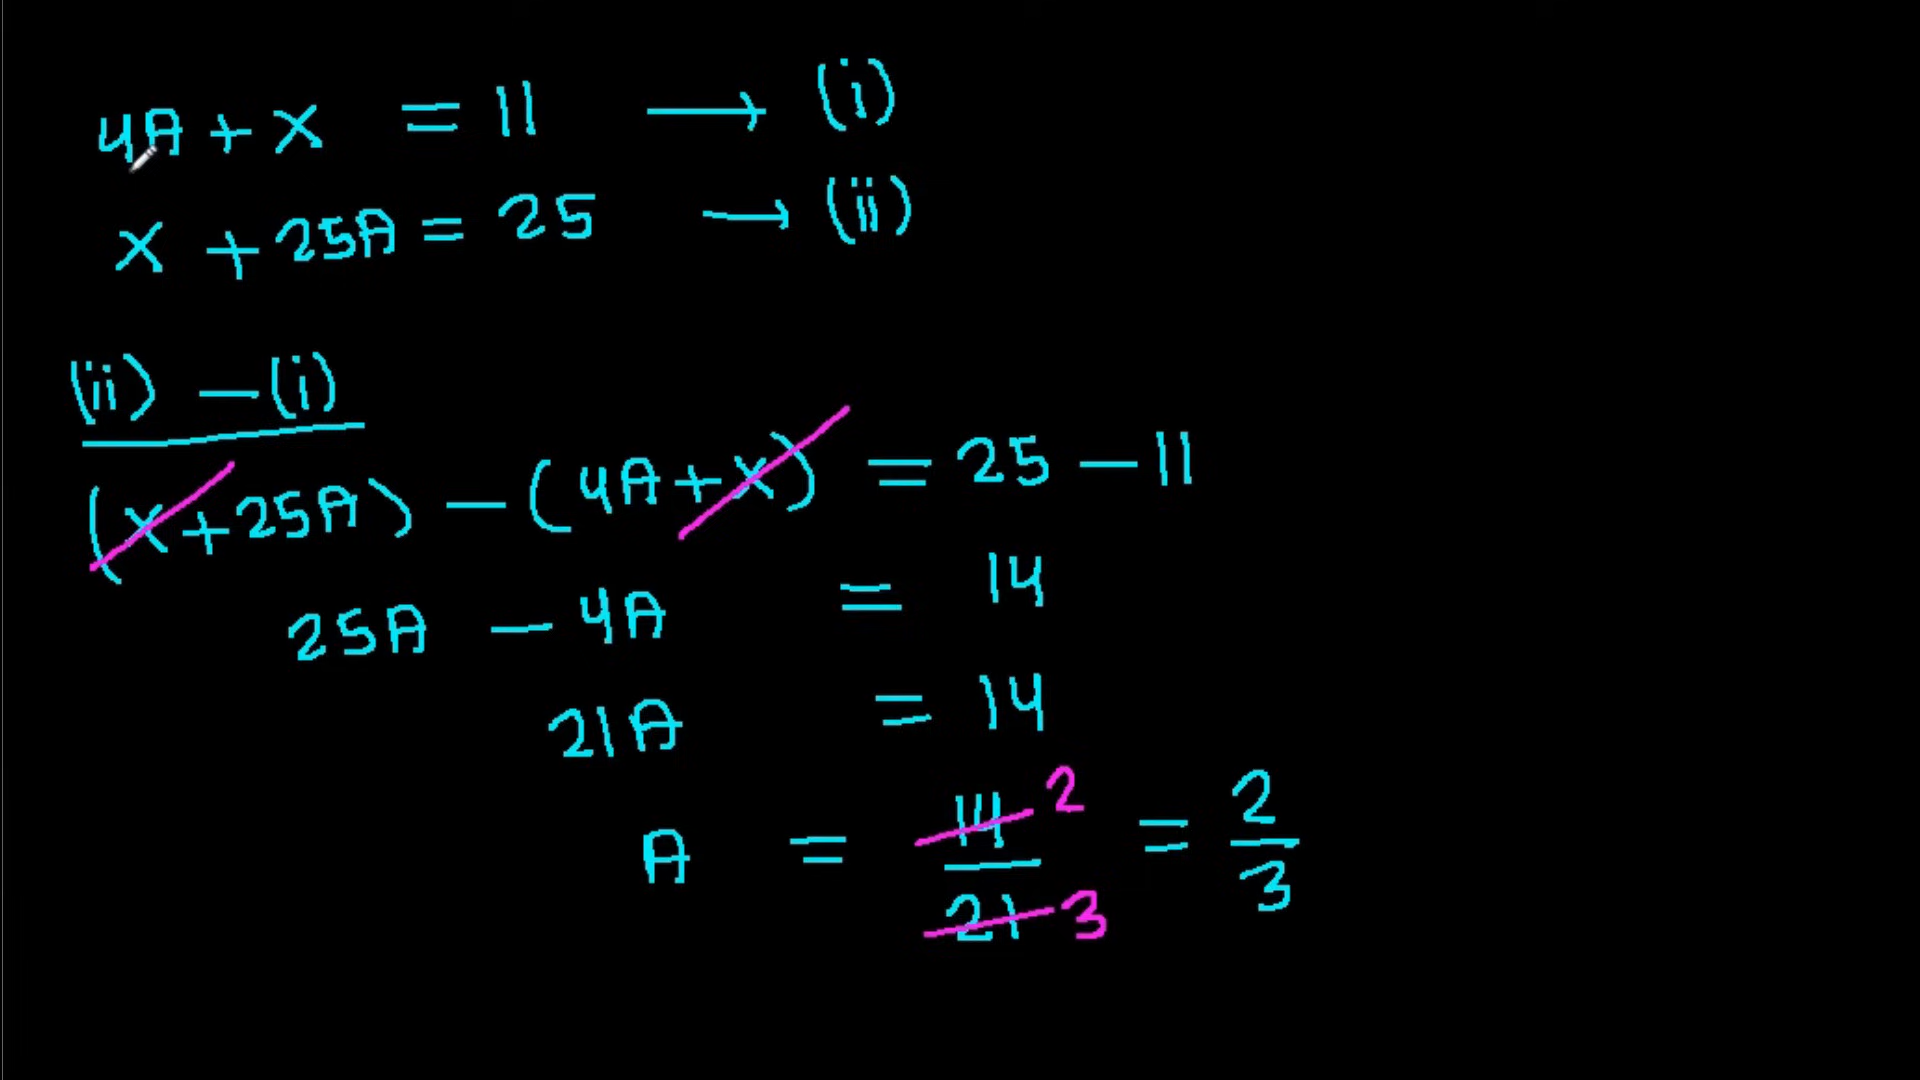 4A + x = 11 ⟶ (i)
x + 25A = 25 → (ii)
(ii) — (i)
(x + 25A) — (4A + x) = 25 — 11
25A — 4A = 14
21A = 14
A = 14/21 2 3 = 2/3